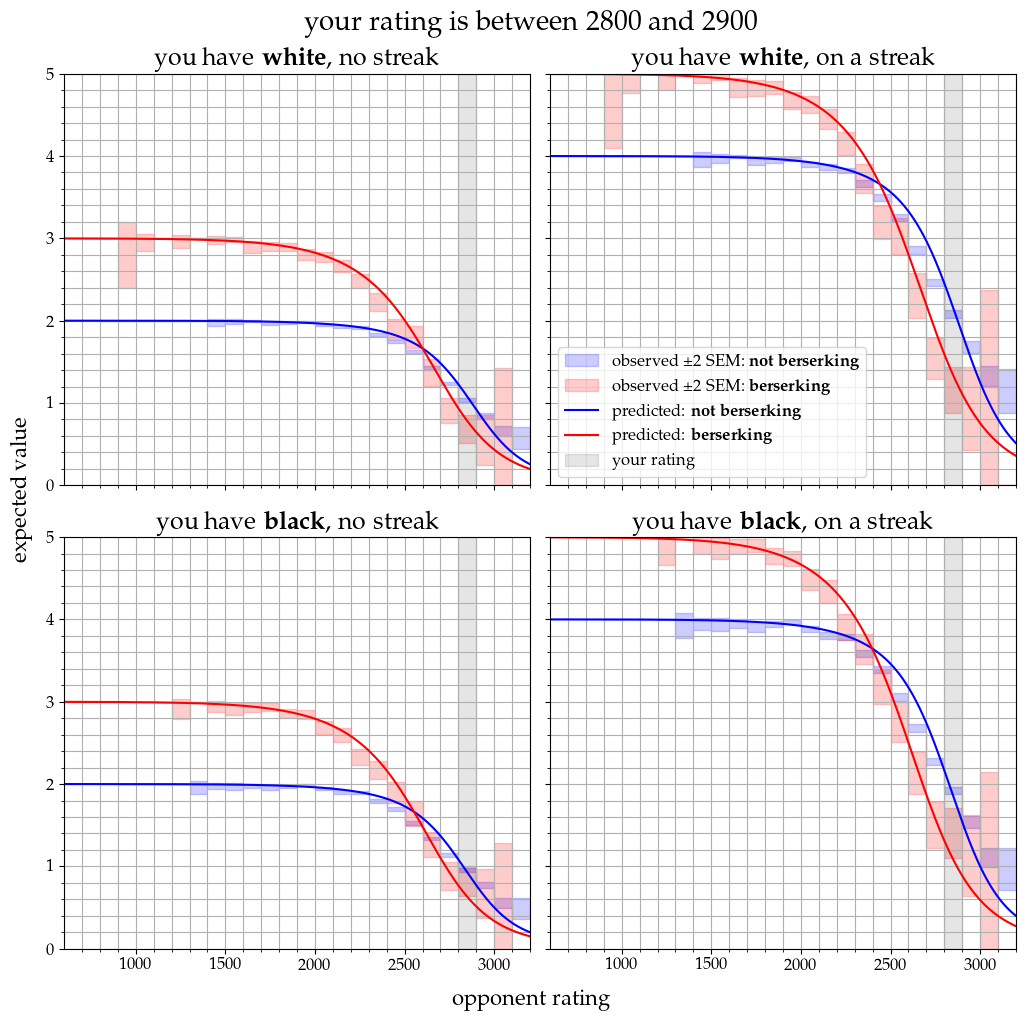 your rating is between 2800 and 2900
you have white, no streak
you have white, on a streak
5
4
3
2
1
0
observed ±2 SEM: not berserking
observed ±2 SEM: berserking
predicted: not berserking
predicted: berserking
your rating
expected value
you have black, no streak
you have black, on a streak
5
4
3
2
1
0
1000 1500 2000 2500 3000
1000 1500 2000 2500 3000
opponent rating